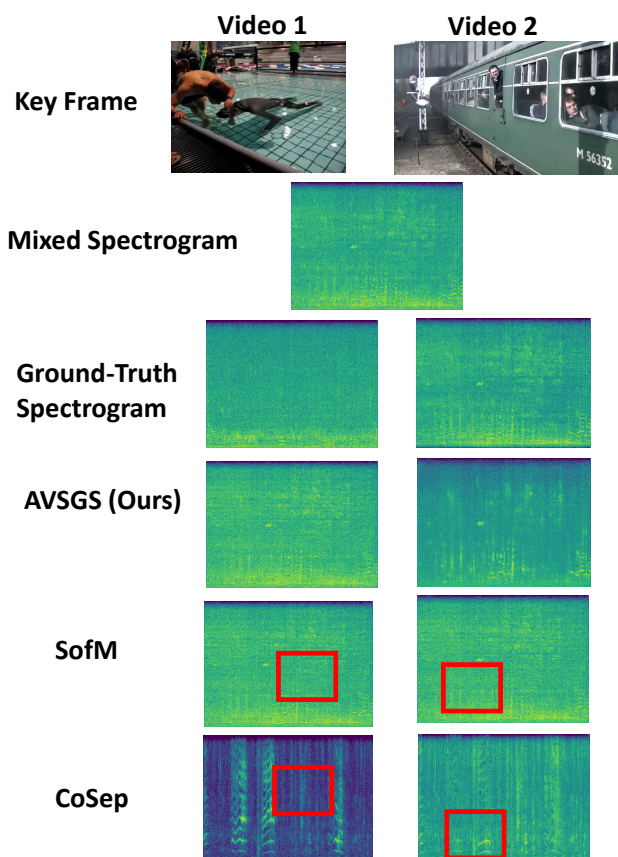 Video 1
Video 2
Key Frame
M 56352
Mixed Spectrogram
Ground-Truth
Spectrogram
AVSGS (Ours)
SofM
CoSep